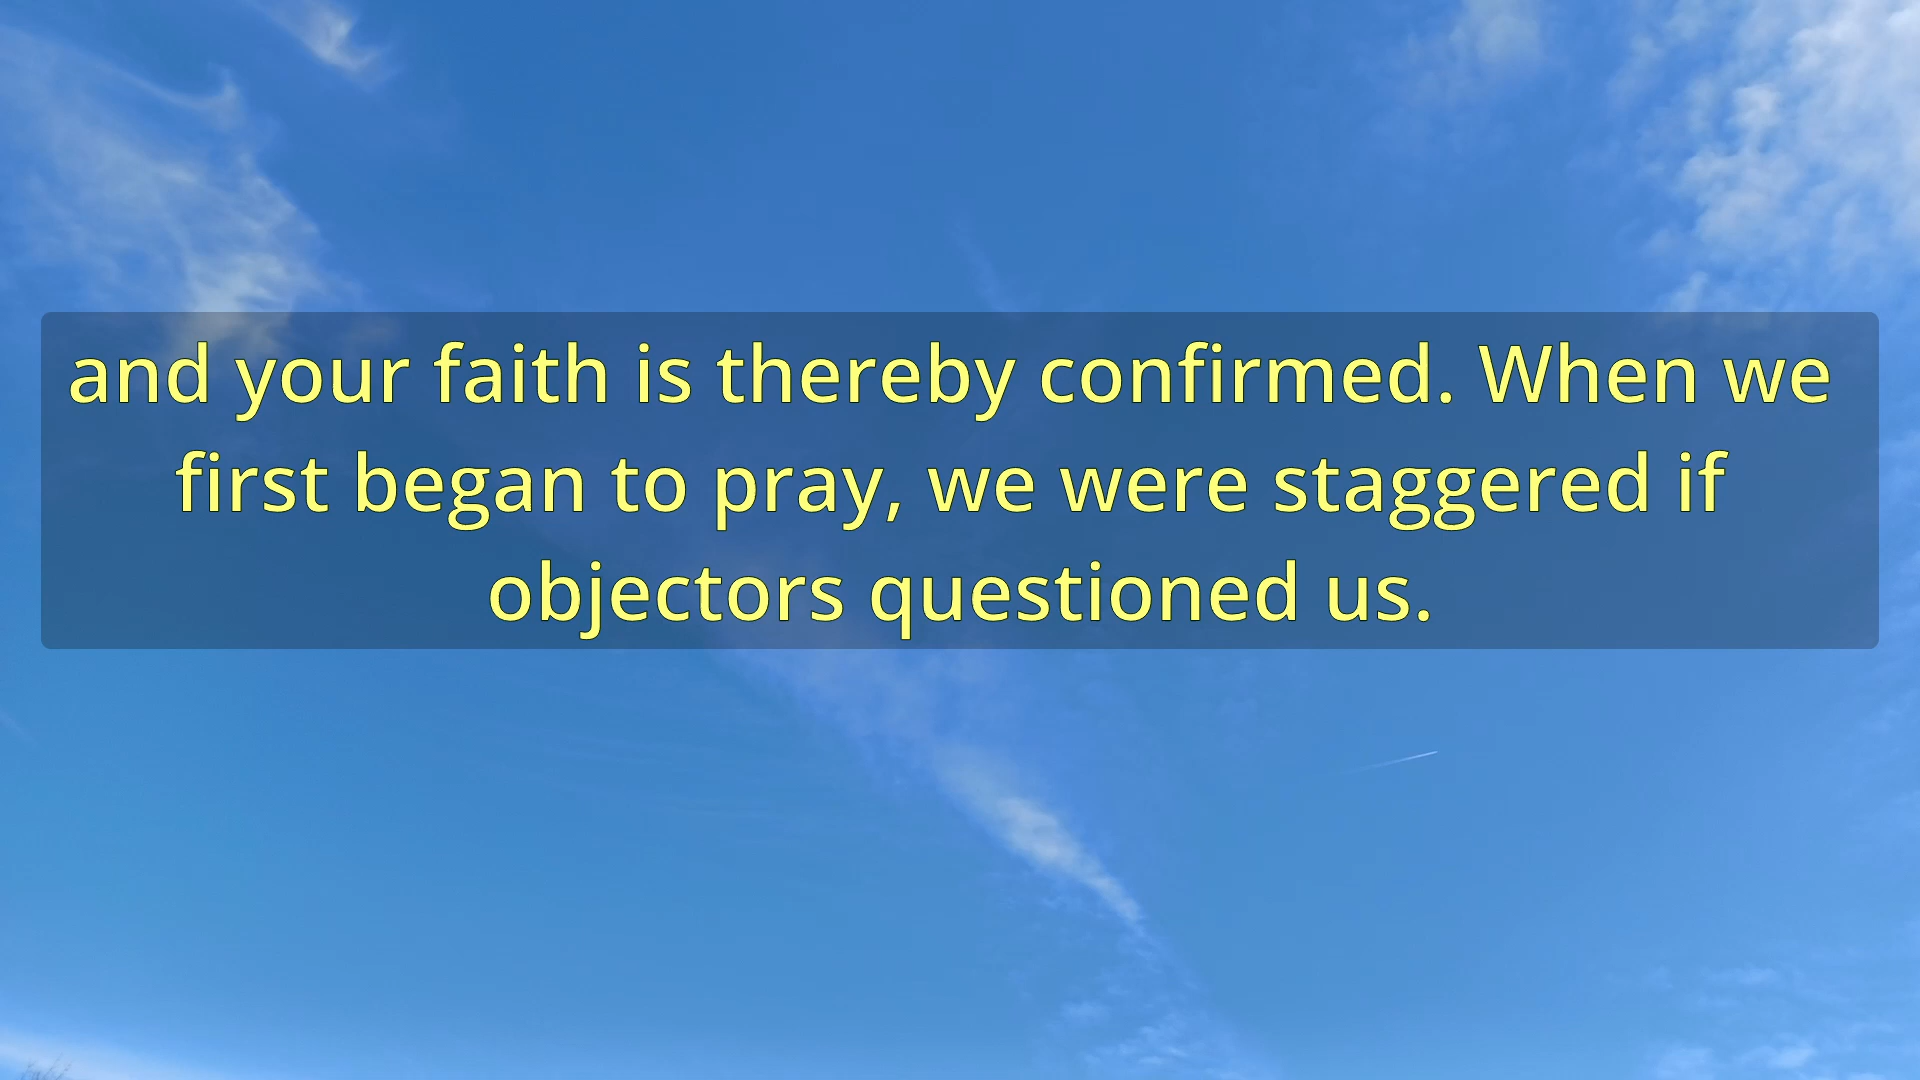 and your faith is thereby confirmed. When we
first began to pray, we were staggered if
objectors questioned us.